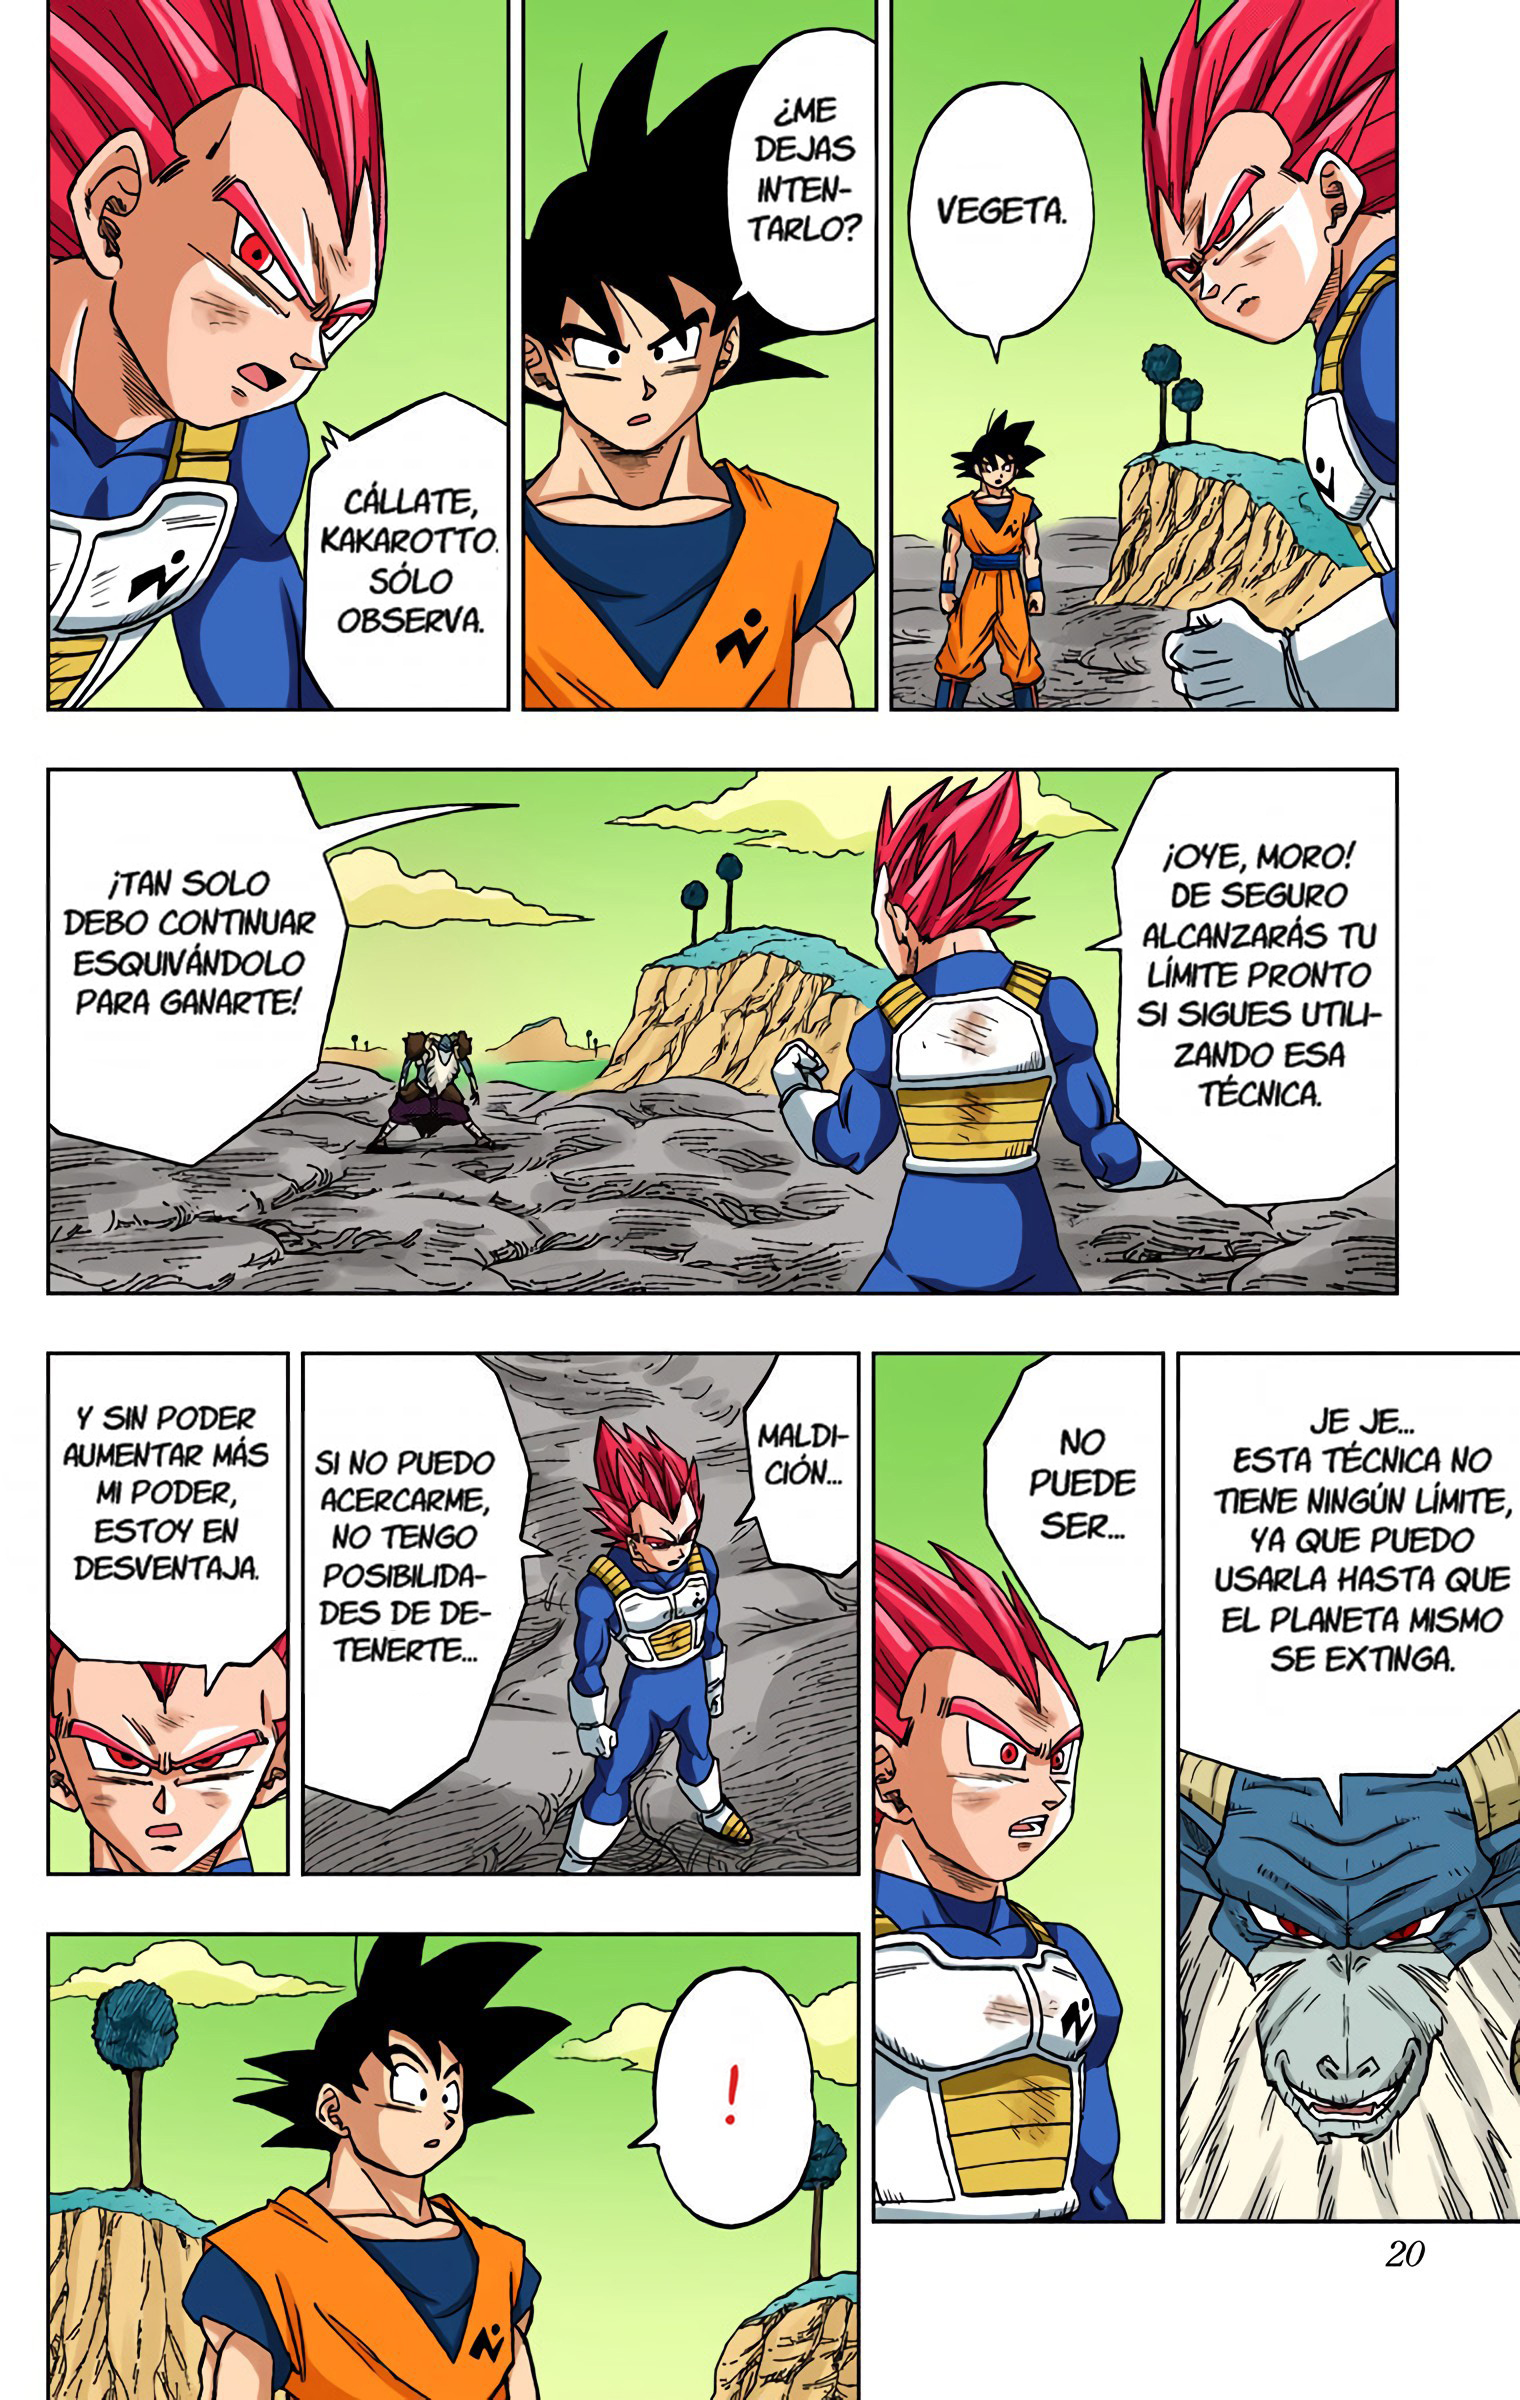 VEGETA.
¿ME
DEJAS
INTEN-
TARLO?
CÁLLATE,
KAKAROTTO.
SÓLO
OBSERVA.
¡OYE, MORO!
DE SEGURO
ALCANZARÁS TU
LÍMITE PRONTO
SI SIGUES UTILI-
ZANDO ESA
TÉCNICA.
¡TAN SOLO
DEBO CONTINUAR
ESQUIVÁNDOLO
PARA GANARTE!
JE JE...
ESTA TÉCNICA NO
TIENE NINGÚN LÍMITE,
YA QUE PUEDO
USARLA HASTA QUE
EL PLANETA MISMO
SE EXTINGA.
NO
PUEDE
SER...
MALDI-
CIÓN...
SI NO PUEDO
ACERCARME,
NO TENGO
POSIBILIDA-
DES DE DE-
TENERTE...
Y SIN PODER
AUMENTAR MÁS
MI PODER,
ESTOY EN
DESVENTAJA.
!
20